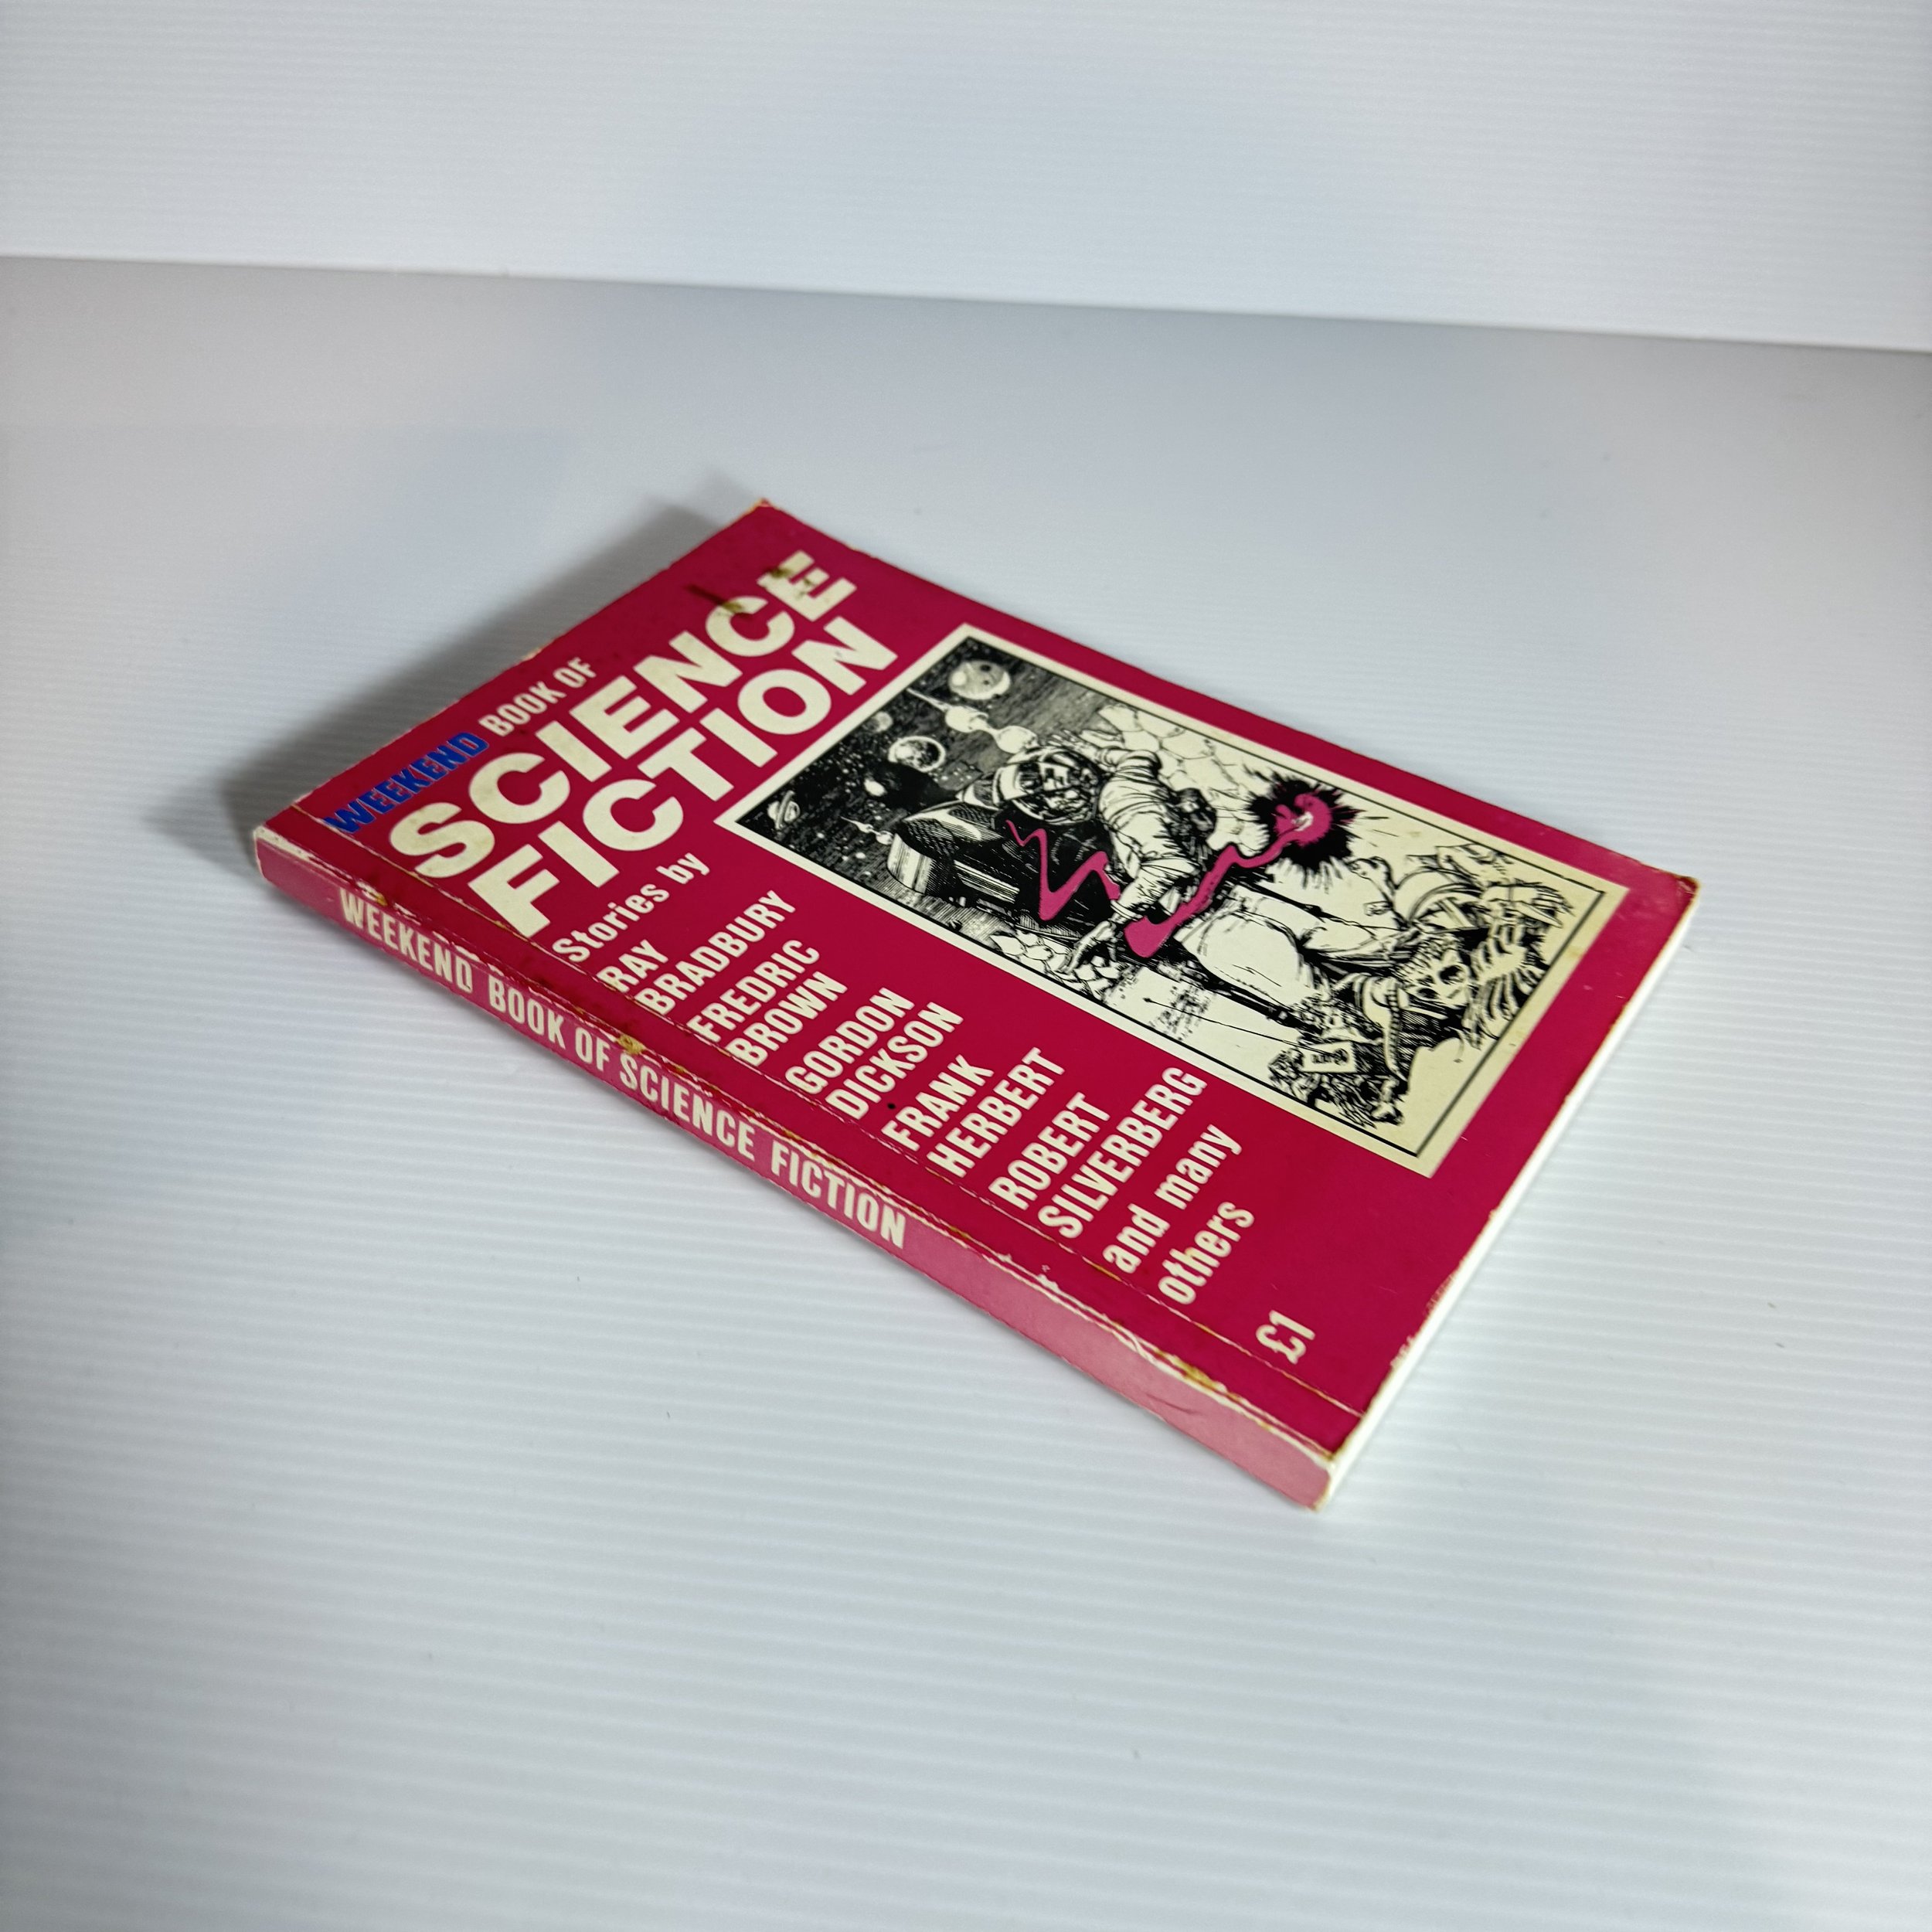 WEEKEND BOOK OF
SCIENCE
FICTION
Stories by
RAY
BRADBURY
FREDRIC
BROWN
GORDON
DICKSON
FRANK
HERBERT
ROBERT
SILVERBERG
and many
others
£1
WEEKEND BOOK OF SCIENCE FICTION